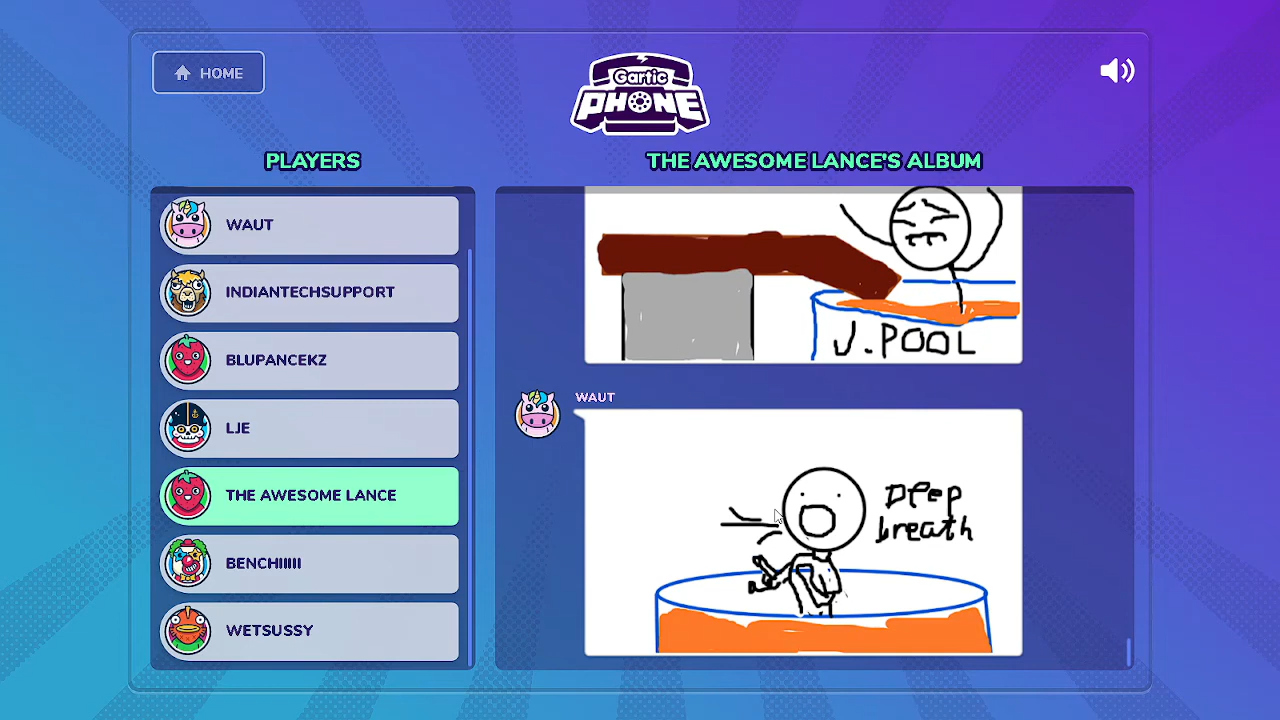 HOME
Gartic
PHONE
PLAYERS
THE AWESOME LANCE'S ALBUM
WAUT
INDIANTECHSUPPORT
BLUPANCEKZ
LJE
THE AWESOME LANCE
BENCHIIIII
WETSUSSY
J.POOL
WAUT
Deep
breath